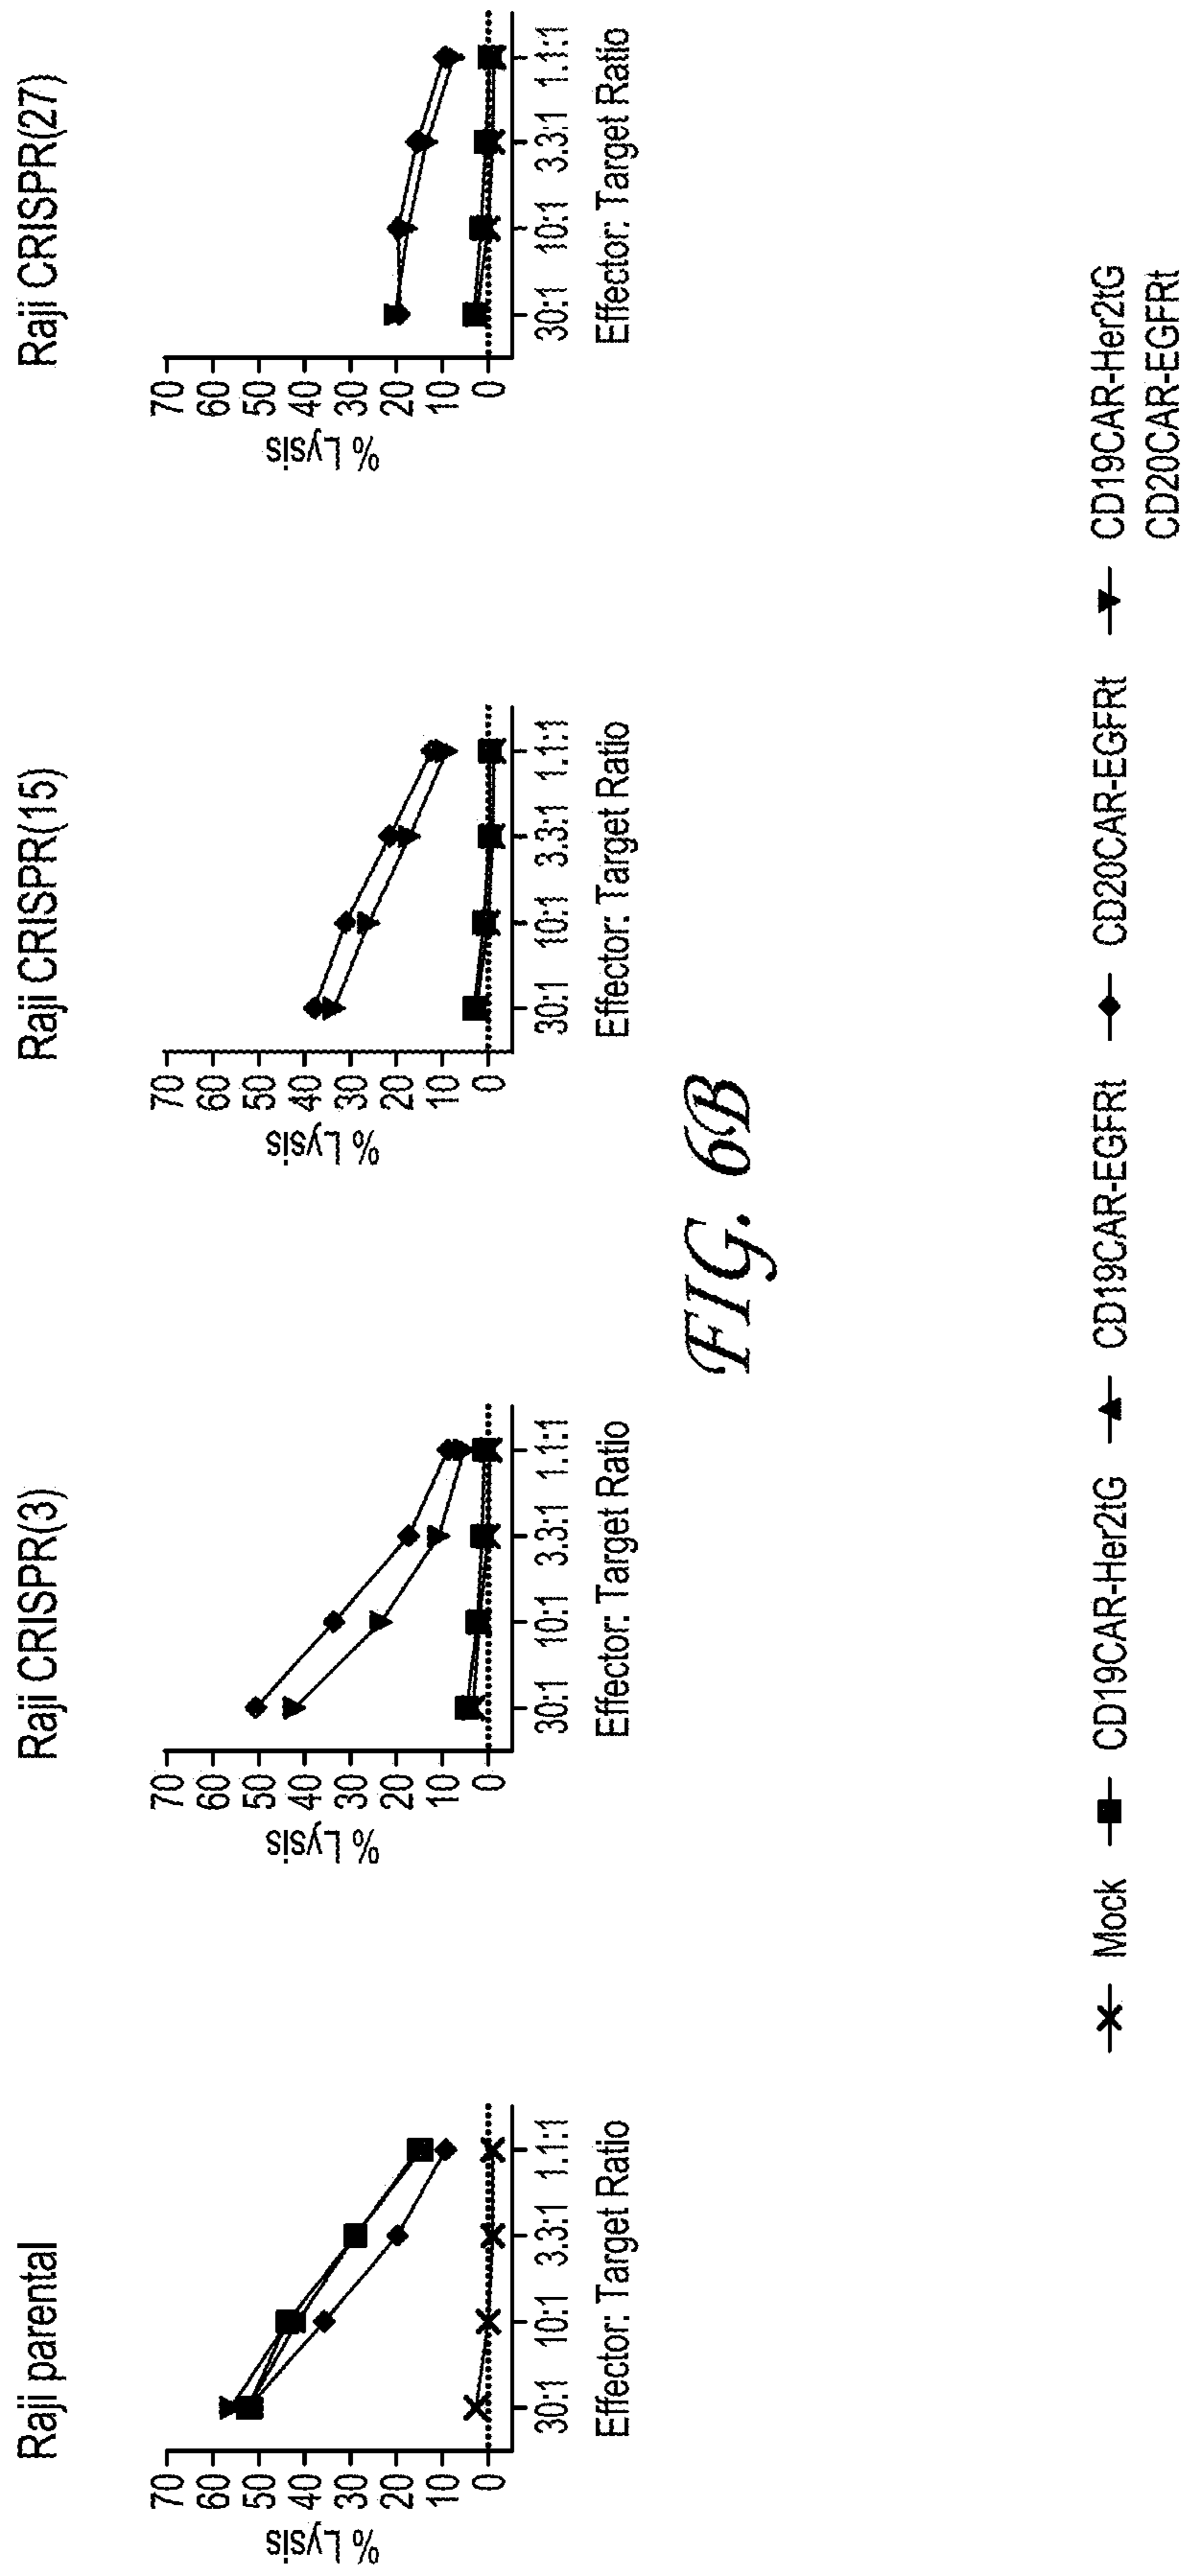 Raji parental
% Lysis
70
60
50
40
30
20
10
0
30:1 10:1 3.3:1 1.1:1
Effector: Target Ratio
Raji CRISPR(3)
% Lysis
70
60
50
40
30
20
10
0
30:1 10:1 3.3:1 1.1:1
Effector: Target Ratio
Raji CRISPR(15)
% Lysis
70
60
50
40
30
20
10
0
30:1 10:1 3.3:1 1.1:1
Effector: Target Ratio
Raji CRISPR(27)
% Lysis
70
60
50
40
30
20
10
0
30:1 10:1 3.3:1 1.1:1
Effector: Target Ratio
FIG. 6B
Mock CD19CAR-Her2tG CD19CAR-EGFRt CD20CAR-EGFRt CD19CAR-Her2tG
CD20CAR-EGFRt